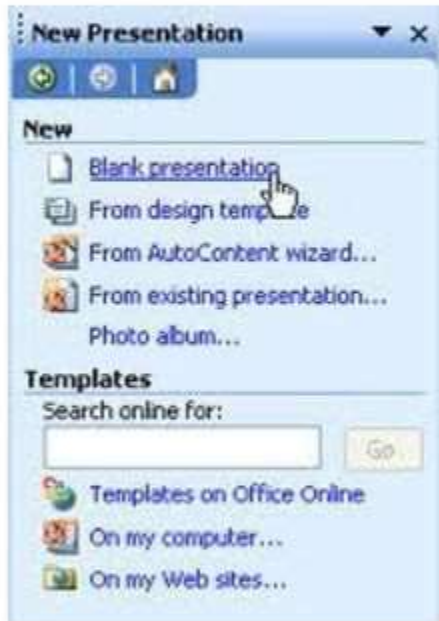 New Presentation
New
Blank presentation
From design template
From AutoContent wizard...
From existing presentation...
Photo album...
Templates
Search online for:
Go
Templates on Office Online
On my computer...
On my Web sites...